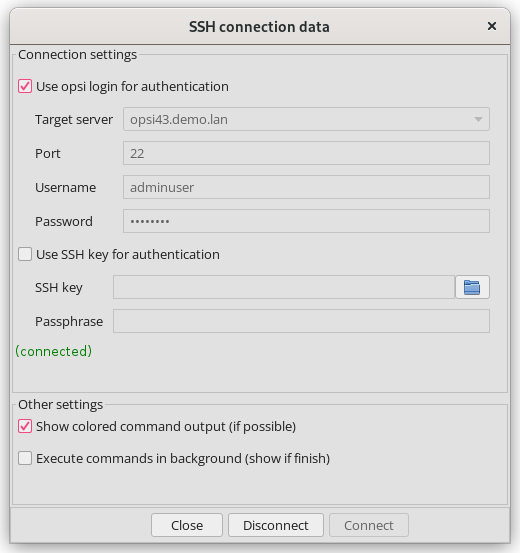 SSH connection data
Connection settings
Use opsi login for authentication
Target server opsi43.demo.lan
Port 22
Username adminuser
Password ••••••••
Use SSH key for authentication
SSH key
Passphrase
(connected)
Other settings
Show colored command output (if possible)
Execute commands in background (show if finish)
Close Disconnect Connect